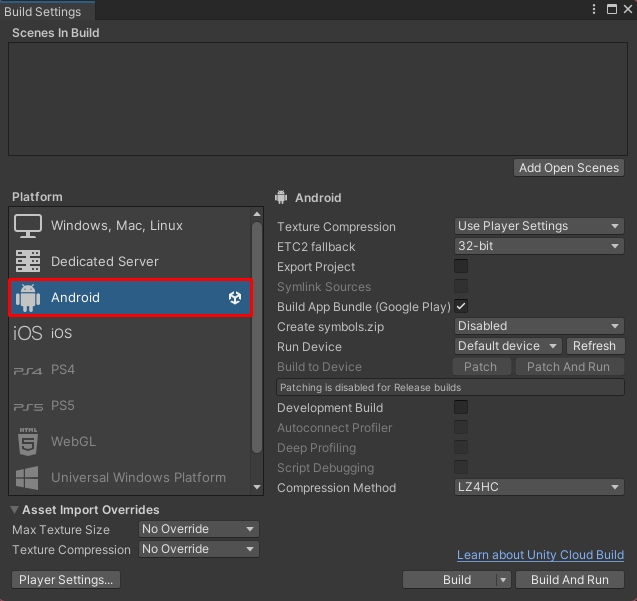 Build Settings
Scenes In Build
Add Open Scenes
Platform
Windows, Mac, Linux
Dedicated Server
Android
iOS iOS
PS4 PS4
PS5 PS5
HTML 5 WebGL
Universal Windows Platform
Android
Texture Compression Use Player Settings
ETC2 fallback 32-bit
Export Project
Symlink Sources
Build App Bundle (Google Play)
Create symbols.zip Disabled
Run Device Default device Refresh
Build to Device Patch Patch And Run
Patching is disabled for Release builds
Development Build
Autoconnect Profiler
Deep Profiling
Script Debugging
Compression Method LZ4HC
Asset Import Overrides
Max Texture Size No Override
Texture Compression No Override
Learn about Unity Cloud Build
Player Settings... Build Build And Run